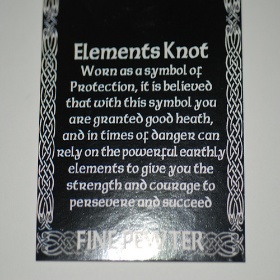 Elements Knot
Worn as a symbol of
Protection, it is believed
that with this symbol you
are granted good heath,
and in times of danger can
rely on the powerful earthly
elements to give you the
strength and courage to
persevere and succeed
FINE PEWTER